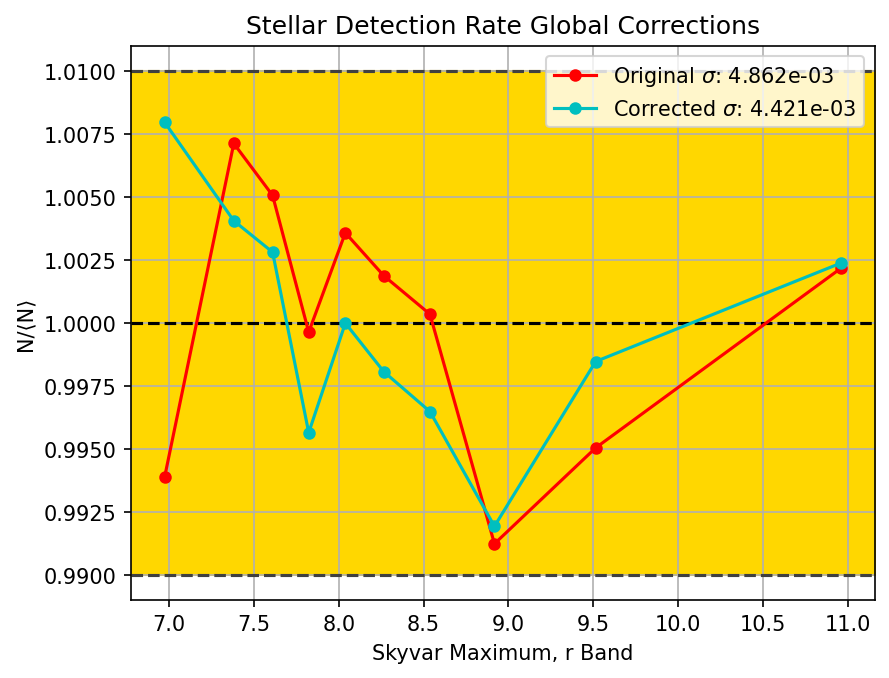 Stellar Detection Rate Global Corrections
Original σ: 4.862e-03
Corrected σ: 4.421e-03
N/⟨N⟩
1.0100
1.0075
1.0050
1.0025
1.0000
0.9975
0.9950
0.9925
0.9900
7.0 7.5 8.0 8.5 9.0 9.5 10.0 10.5 11.0
Skyvar Maximum, r Band